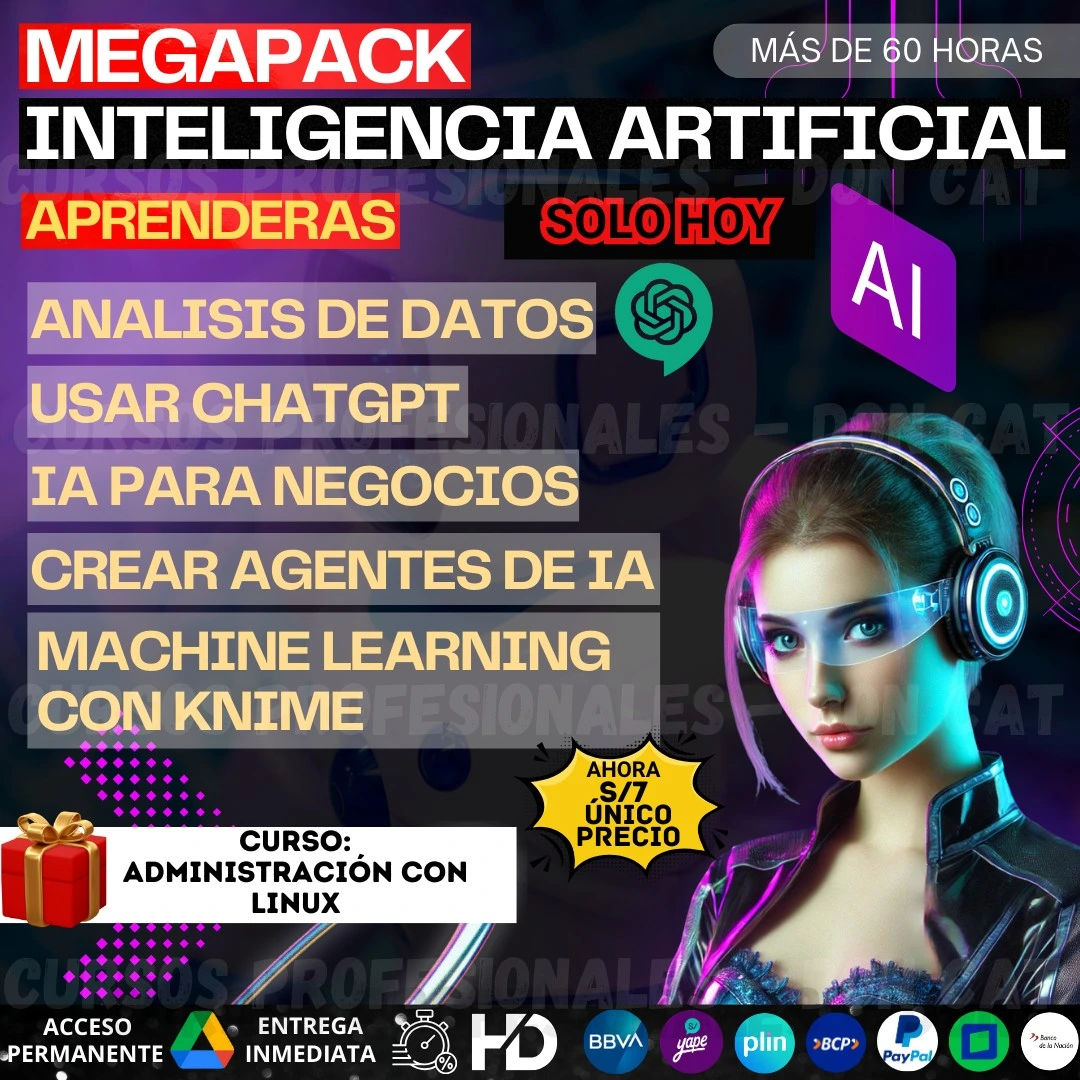 MEGAPACK
MÁS DE 60 HORAS
INTELIGENCIA ARTIFICIAL
CURSOS PROFESIONALES - DON CAT
APRENDERAS
SOLO HOY
AI
ANALISIS DE DATOS
USAR CHATGPT
CURSOS PROFESIONALES - DON CAT
IA PARA NEGOCIOS
CREAR AGENTES DE IA
MACHINE LEARNING
CON KNIME
CURSOS PROFESIONALES - DON CAT
AHORA
S/7
ÚNICO
PRECIO
CURSO:
ADMINISTRACIÓN CON
LINUX
CURSOS PROFESIONALES - DON CAT
ACCESO
PERMANENTE
ENTREGA
INMEDIATA
%
HD
BBVA
S/
yape
plin
BCP
PayPal
Banco
de la Nación